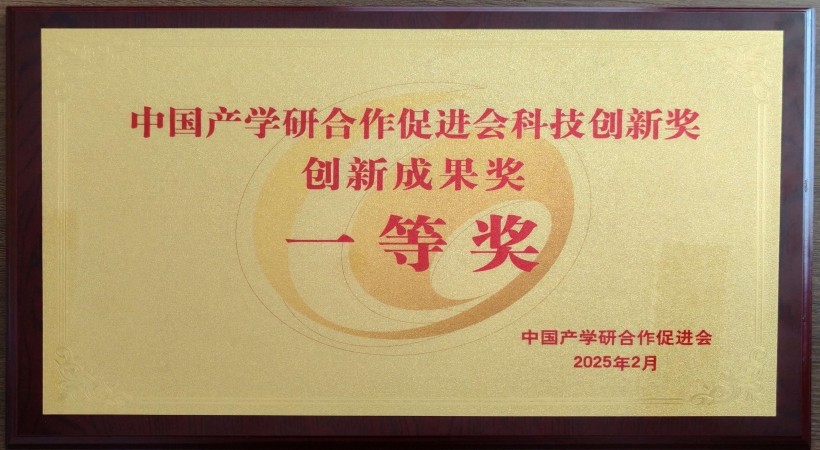 中国产学研合作促进会科技创新奖
创新成果奖
一等奖
中国产学研合作促进会
2025年2月